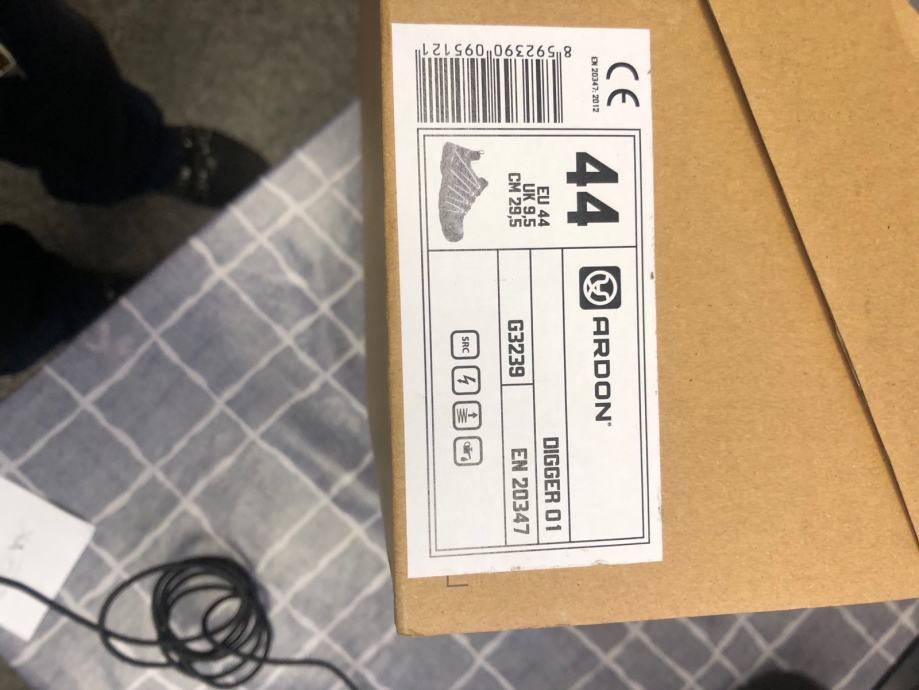 8 592390 095121
CE
EN 20347: 2012
44
EU 44
UK 9,5
CM 29,5
ARDON®
DIGGER 01
G3239
EN 20347
SRC